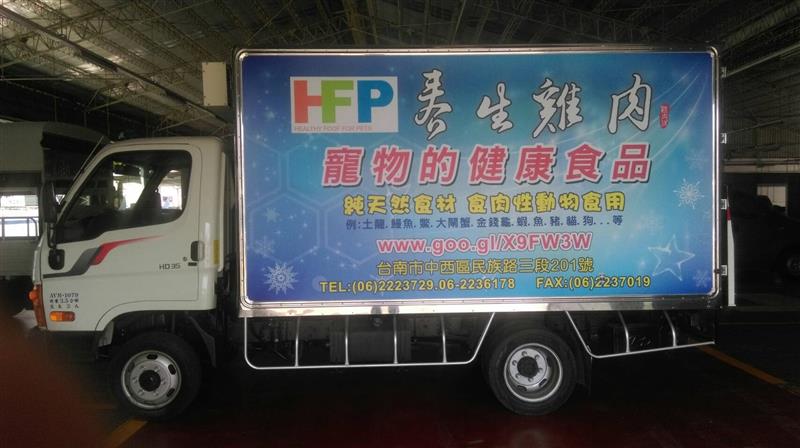 HFP
HEALTHY FOOF FOR PETS
養生雞肉
寵物的健康食品
純天然食材 食肉性動物食用
例:土龍.鰻魚.鱉.大閘蟹.金錢龜.蝦.魚.豬.貓.狗...等
www.goo.gl/X9FW3W
台南市中西區民族路三段201號
TEL:(06)2223729.06-2236178 FAX:(06)2237019
HD35